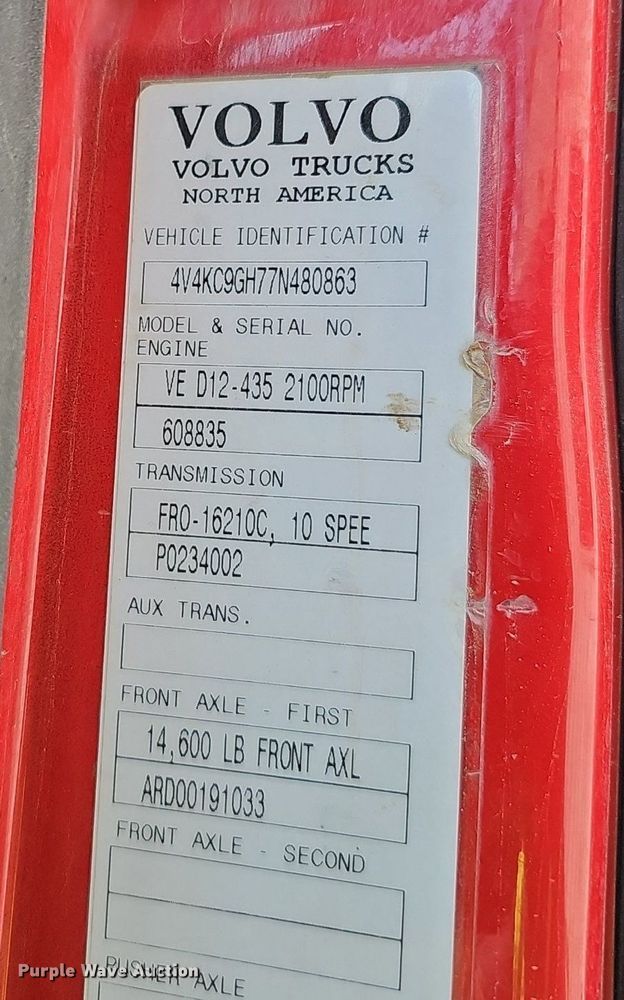 VOLVO
VOLVO TRUCKS
NORTH AMERICA
VEHICLE IDENTIFICATION #
4V4KC9GH77N480863
MODEL & SERIAL NO.
ENGINE
VE D12-435 2100RPM
608835
TRANSMISSION
FRO-16210C, 10 SPEE
P0234002
AUX TRANS.
FRONT AXLE - FIRST
14,600 LB FRONT AXL
ARD00191033
FRONT AXLE - SECOND
PUSHER AXLE
Purple Wave Auction